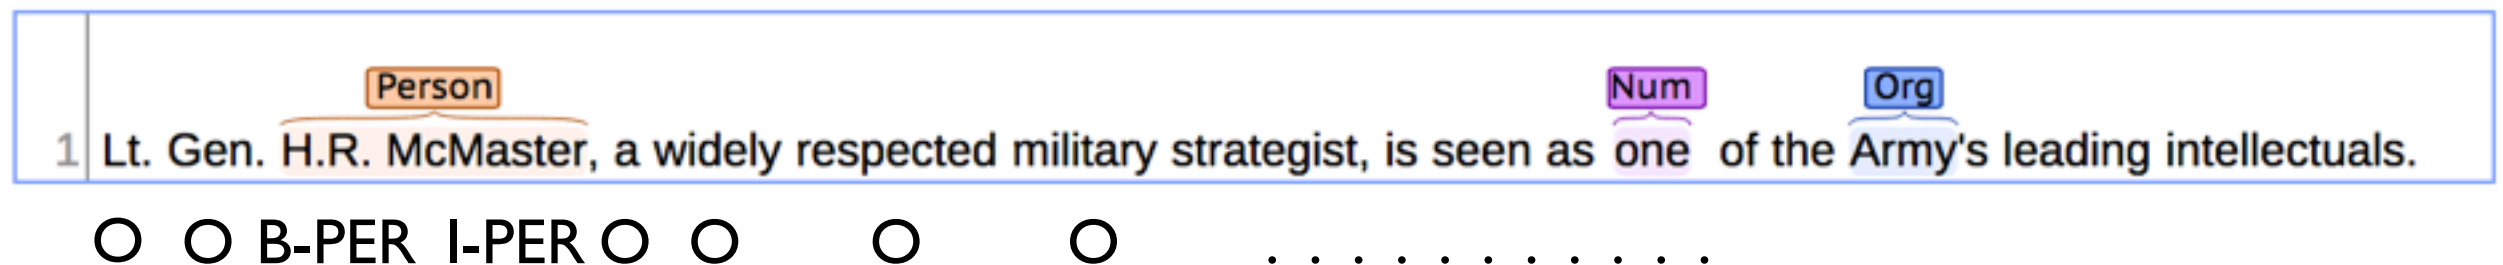 Person Num Org
1 Lt. Gen. H.R. McMaster, a widely respected military strategist, is seen as one of the Army's leading intellectuals.
O O B-PER I-PER O O O O . . . . . . . . . . .